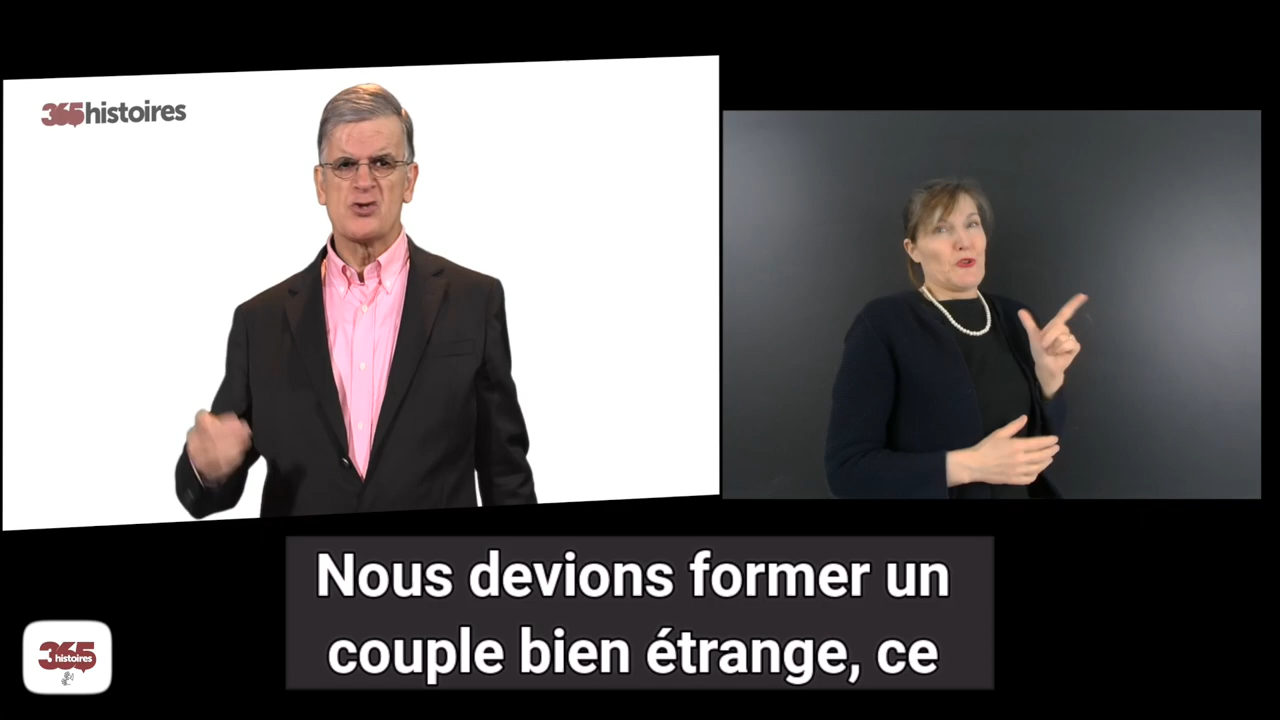 365histoires
Nous devions former un
couple bien étrange, ce
365
histoires